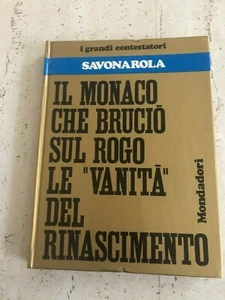 i grandi contestatori
SAVONAROLA
IL MONACO
CHE BRUCIÒ
SUL ROGO
LE "VANITÀ"
DEL
RINASCIMENTO
Mondadori